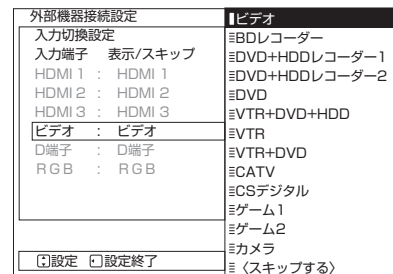 外部機器接続設定
入力切換設定
入力端子 表示/スキップ
HDMI 1 : HDMI 1
HDMI 2 : HDMI 2
HDMI 3 : HDMI 3
ビデオ : ビデオ
D端子 : D端子
RGB : RGB
設定 設定終了
ビデオ
BDレコーダー
DVD+HDDレコーダー1
DVD+HDDレコーダー2
DVD
VTR+DVD+HDD
VTR
VTR+DVD
CATV
CSデジタル
ゲーム1
ゲーム2
カメラ
〈スキップする〉